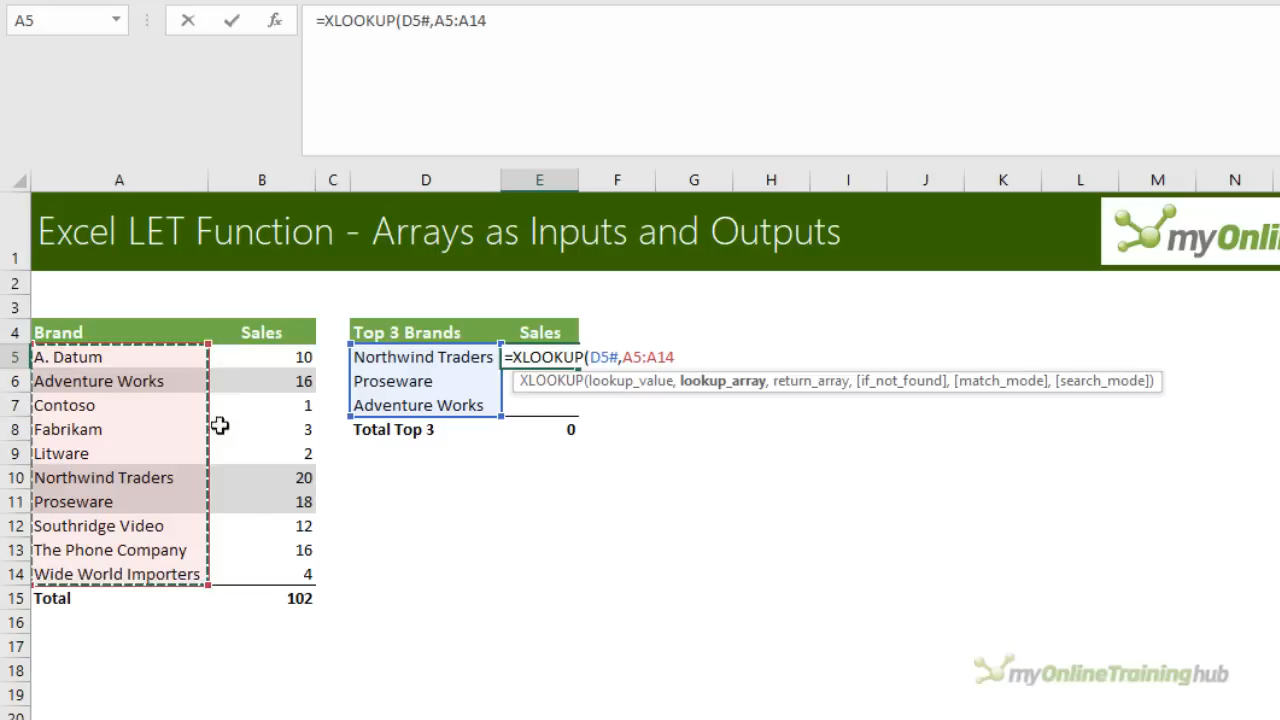 A5 fx =XLOOKUP(D5#,A5:A14
A B C D E F G H I J K L M N
1 Excel LET Function - Arrays as Inputs and Outputs myOnli
2
3
4 Brand Sales Top 3 Brands Sales
5 A. Datum 10 Northwind Traders =XLOOKUP(D5#,A5:A14
6 Adventure Works 16 Proseware XLOOKUP(lookup_value, lookup_array, return_array, [if_not_found], [match_mode], [search_mode])
7 Contoso 1 Adventure Works
8 Fabrikam 3 Total Top 3 0
9 Litware 2
10 Northwind Traders 20
11 Proseware 18
12 Southridge Video 12
13 The Phone Company 16
14 Wide World Importers 4
15 Total 102
16
17
18 myOnlineTraininghub
19
20